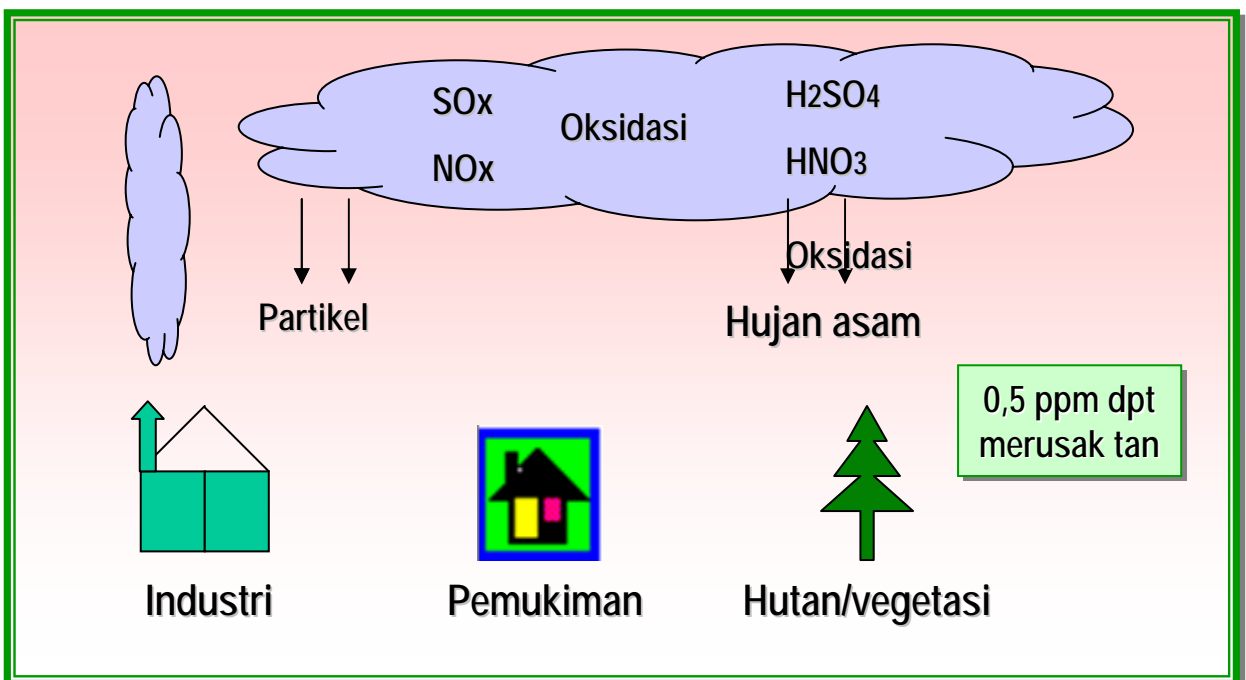 SOx
H2SO4
Oksidasi
NOx
HNO3
Oksidasi
Partikel
Hujan asam
0,5 ppm dpt
merusak tan
Industri
Pemukiman
Hutan/vegetasi